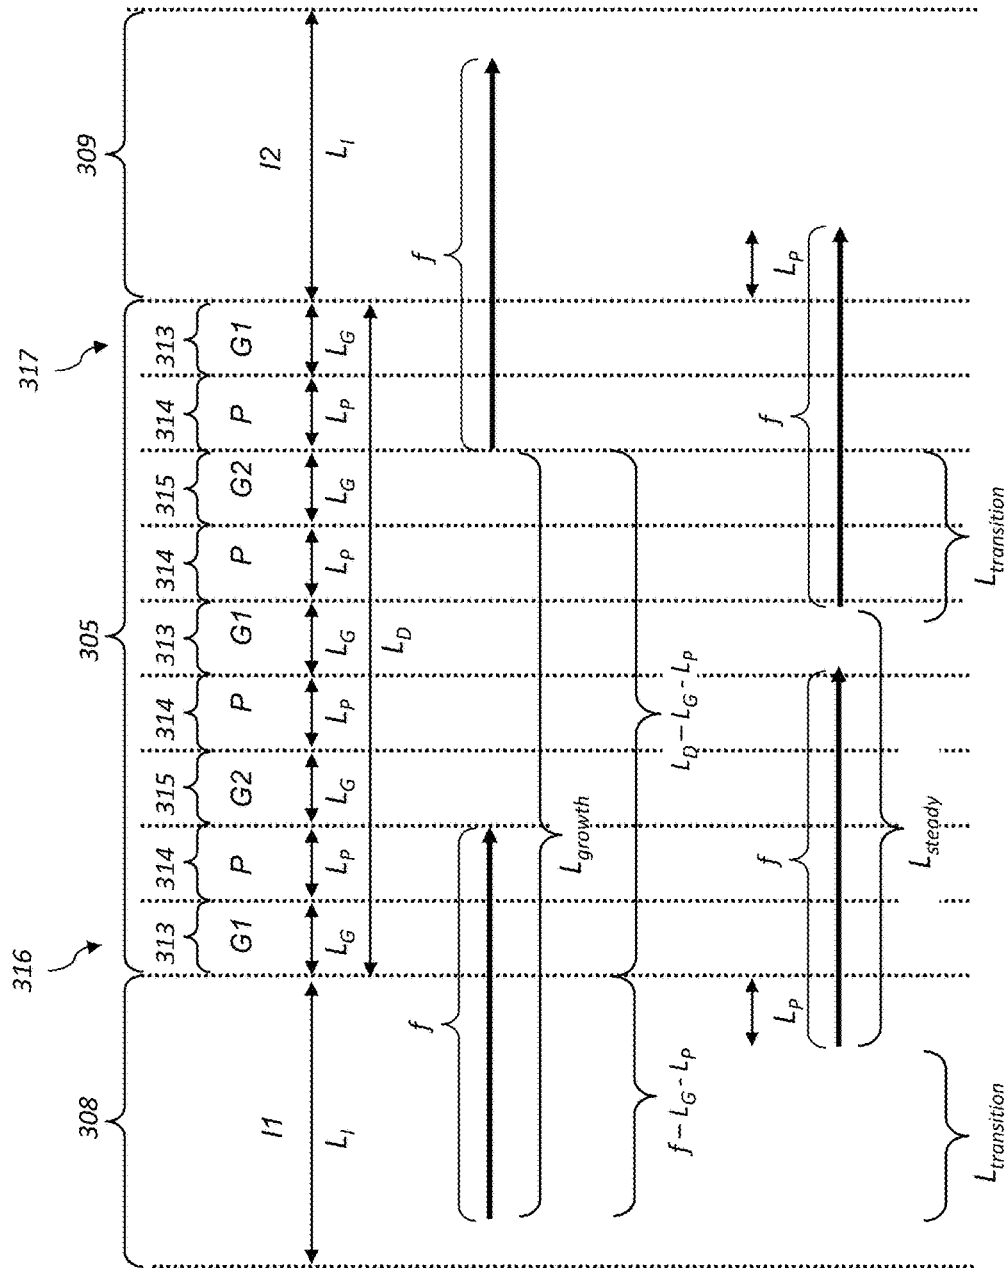 316 317
308 305 309
313 314 315 314 313 314 315 314 313
I1 G1 P G2 P G1 P G2 P G1 I2
L_I L_G L_P L_G L_P L_G L_P L_G L_P L_G L_I
L_D
f f
L_growth
f – L_G - L_P L_D – L_G - L_P
L_P L_P
f f
L_steady
L_transition L_transition